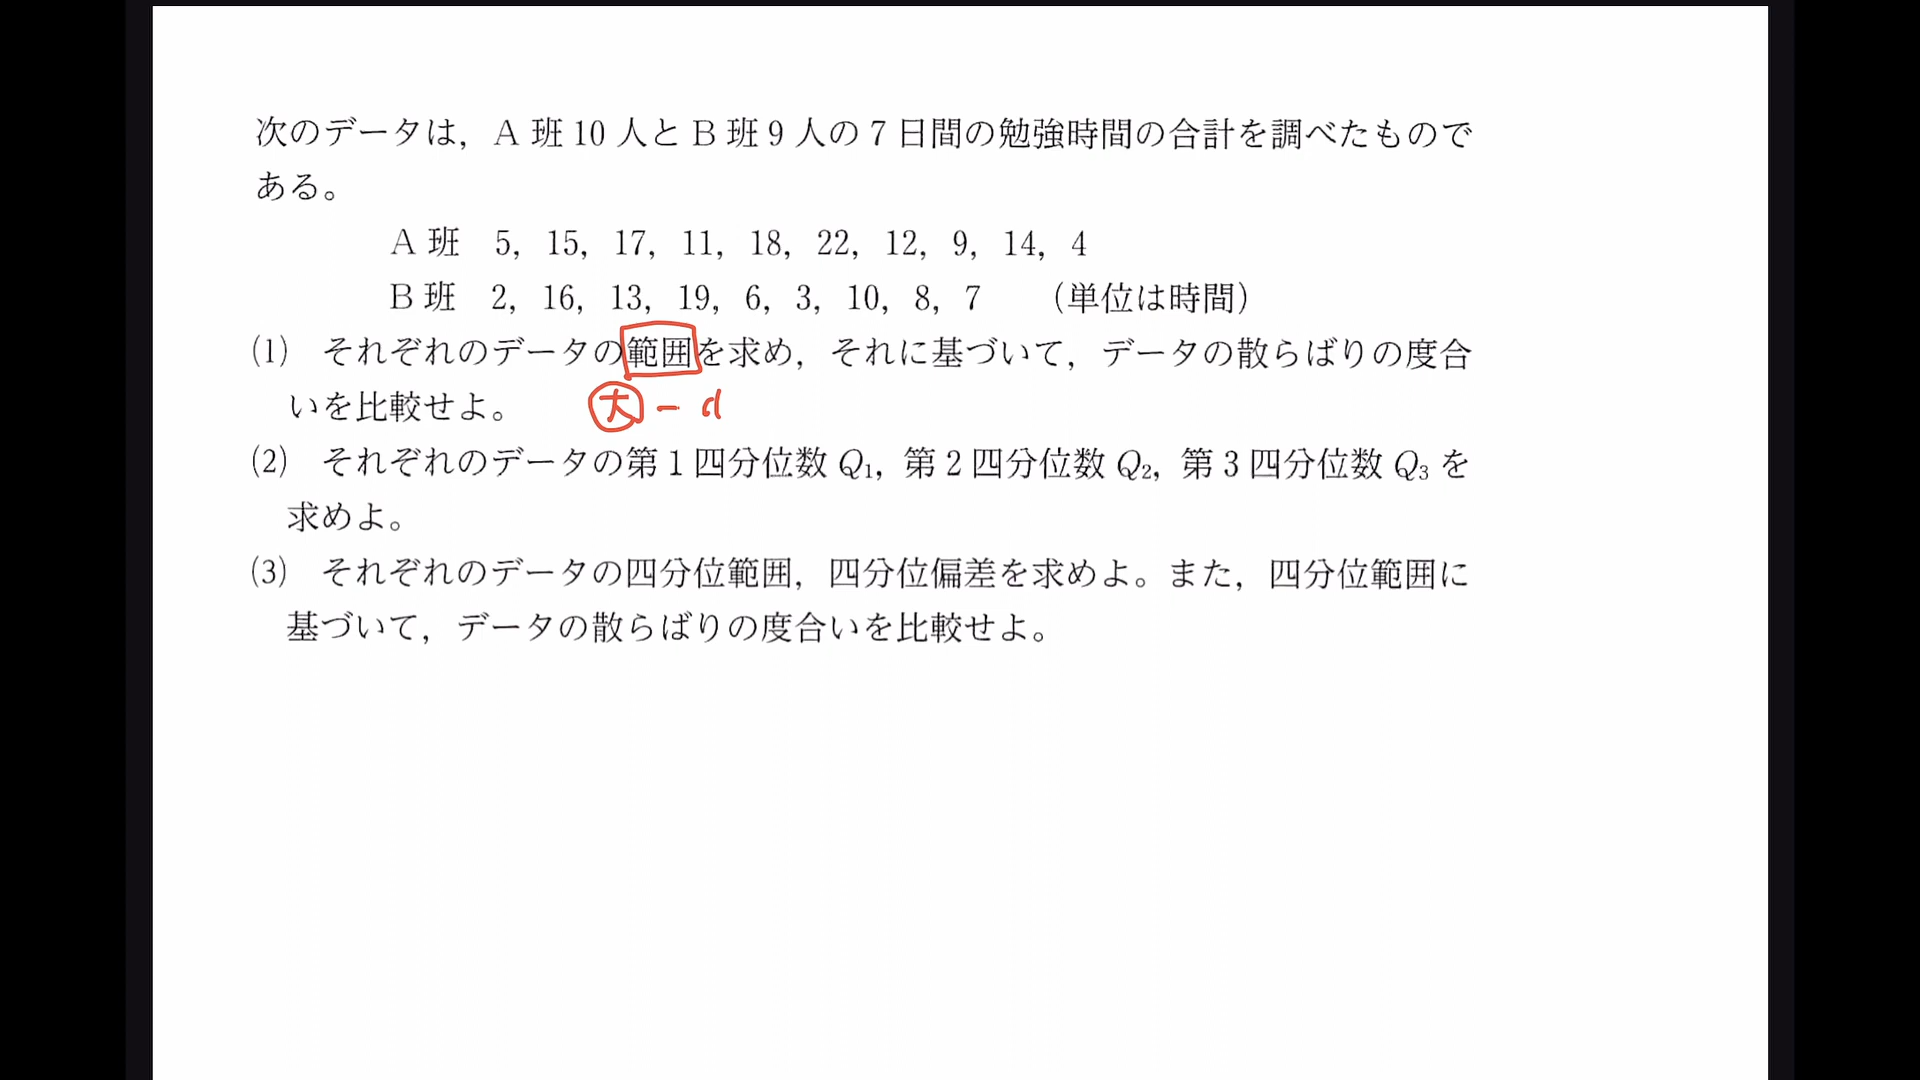 次のデータは，A 班 10 人と B 班 9 人の 7 日間の勉強時間の合計を調べたもので
ある。
A 班 5, 15, 17, 11, 18, 22, 12, 9, 14, 4
B 班 2, 16, 13, 19, 6, 3, 10, 8, 7 （単位は時間）
(1) それぞれのデータの範囲を求め，それに基づいて，データの散らばりの度合
いを比較せよ。
大 −
(2) それぞれのデータの第 1 四分位数 Q₁, 第 2 四分位数 Q₂, 第 3 四分位数 Q₃ を
求めよ。
(3) それぞれのデータの四分位範囲，四分位偏差を求めよ。また，四分位範囲に
基づいて，データの散らばりの度合いを比較せよ。